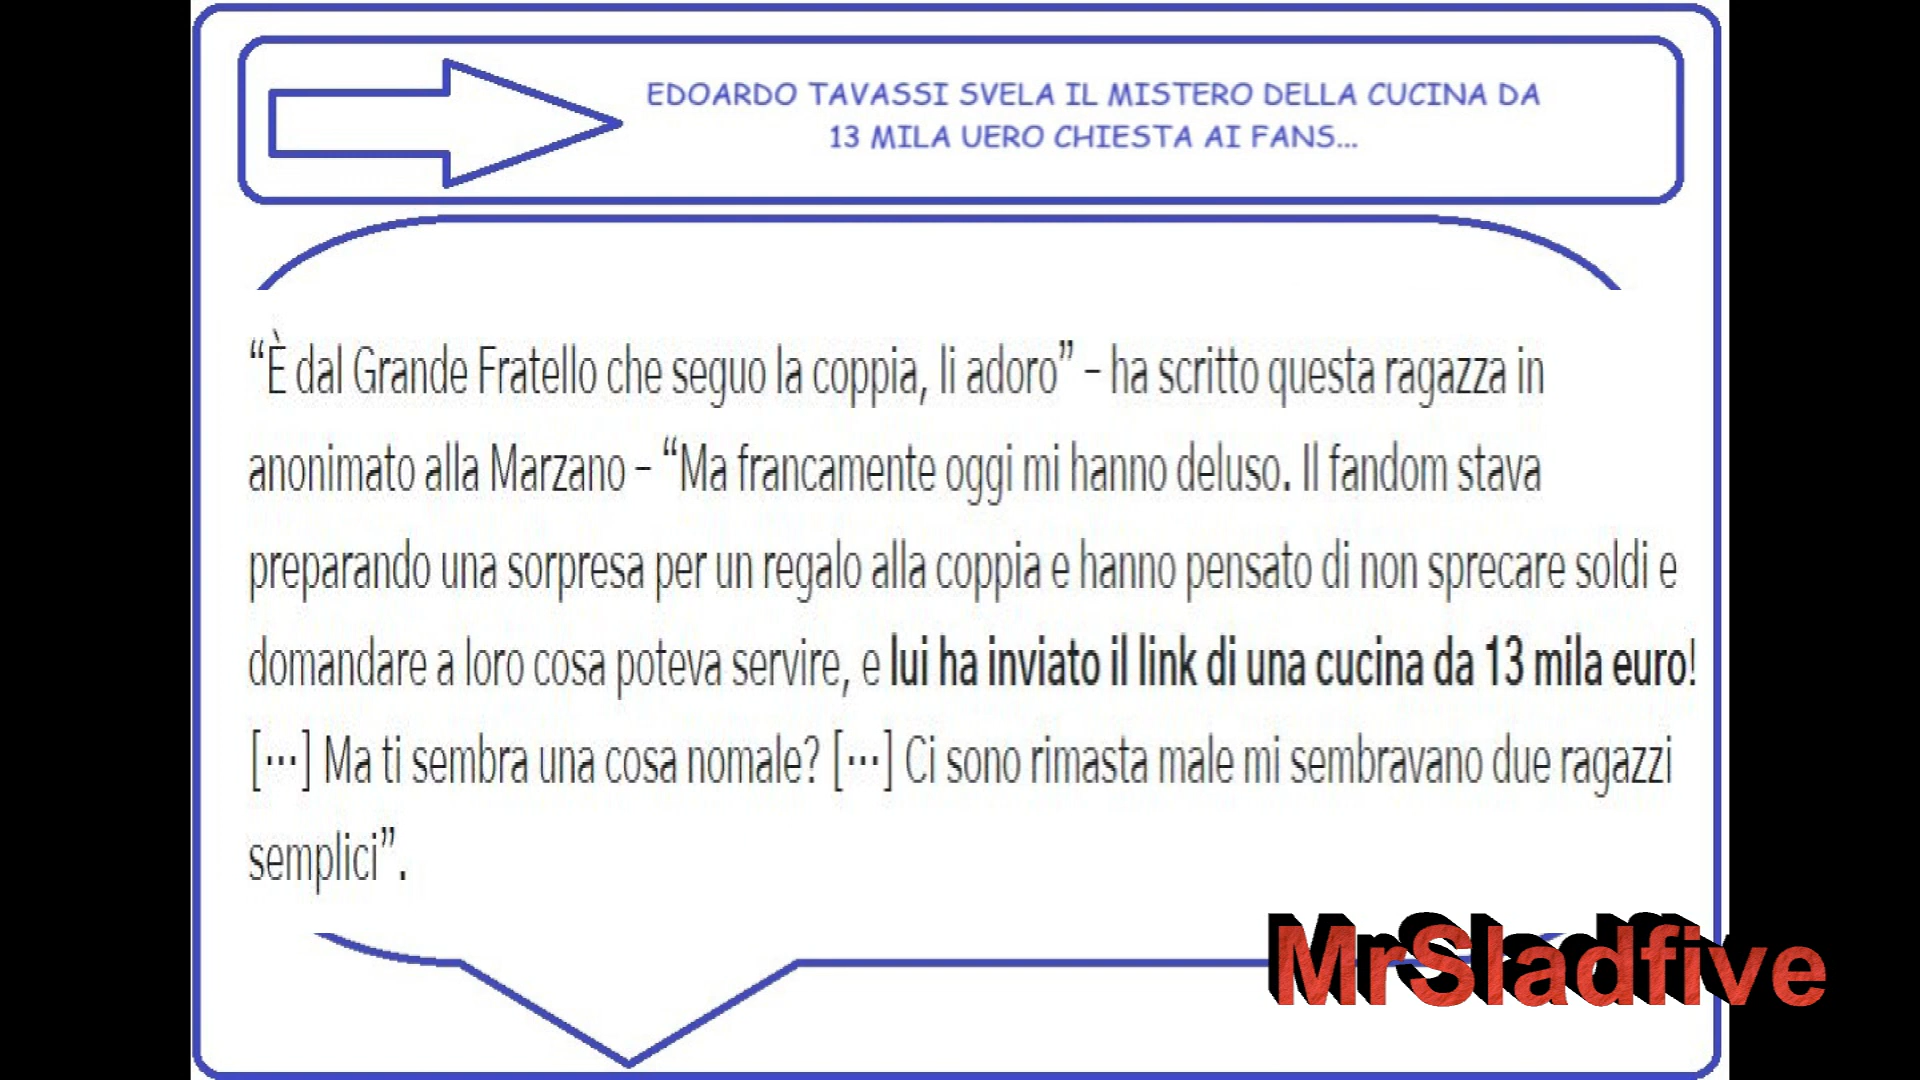 EDOARDO TAVASSI SVELA IL MISTERO DELLA CUCINA DA
13 MILA UERO CHIESTA AI FANS...
“È dal Grande Fratello che seguo la coppia, li adoro” – ha scritto questa ragazza in
anonimato alla Marzano – “Ma francamente oggi mi hanno deluso. Il fandom stava
preparando una sorpresa per un regalo alla coppia e hanno pensato di non sprecare soldi e
domandare a loro cosa poteva servire, e lui ha inviato il link di una cucina da 13 mila euro!
[…] Ma ti sembra una cosa nomale? […] Ci sono rimasta male mi sembravano due ragazzi
semplici”.
MrSladfive